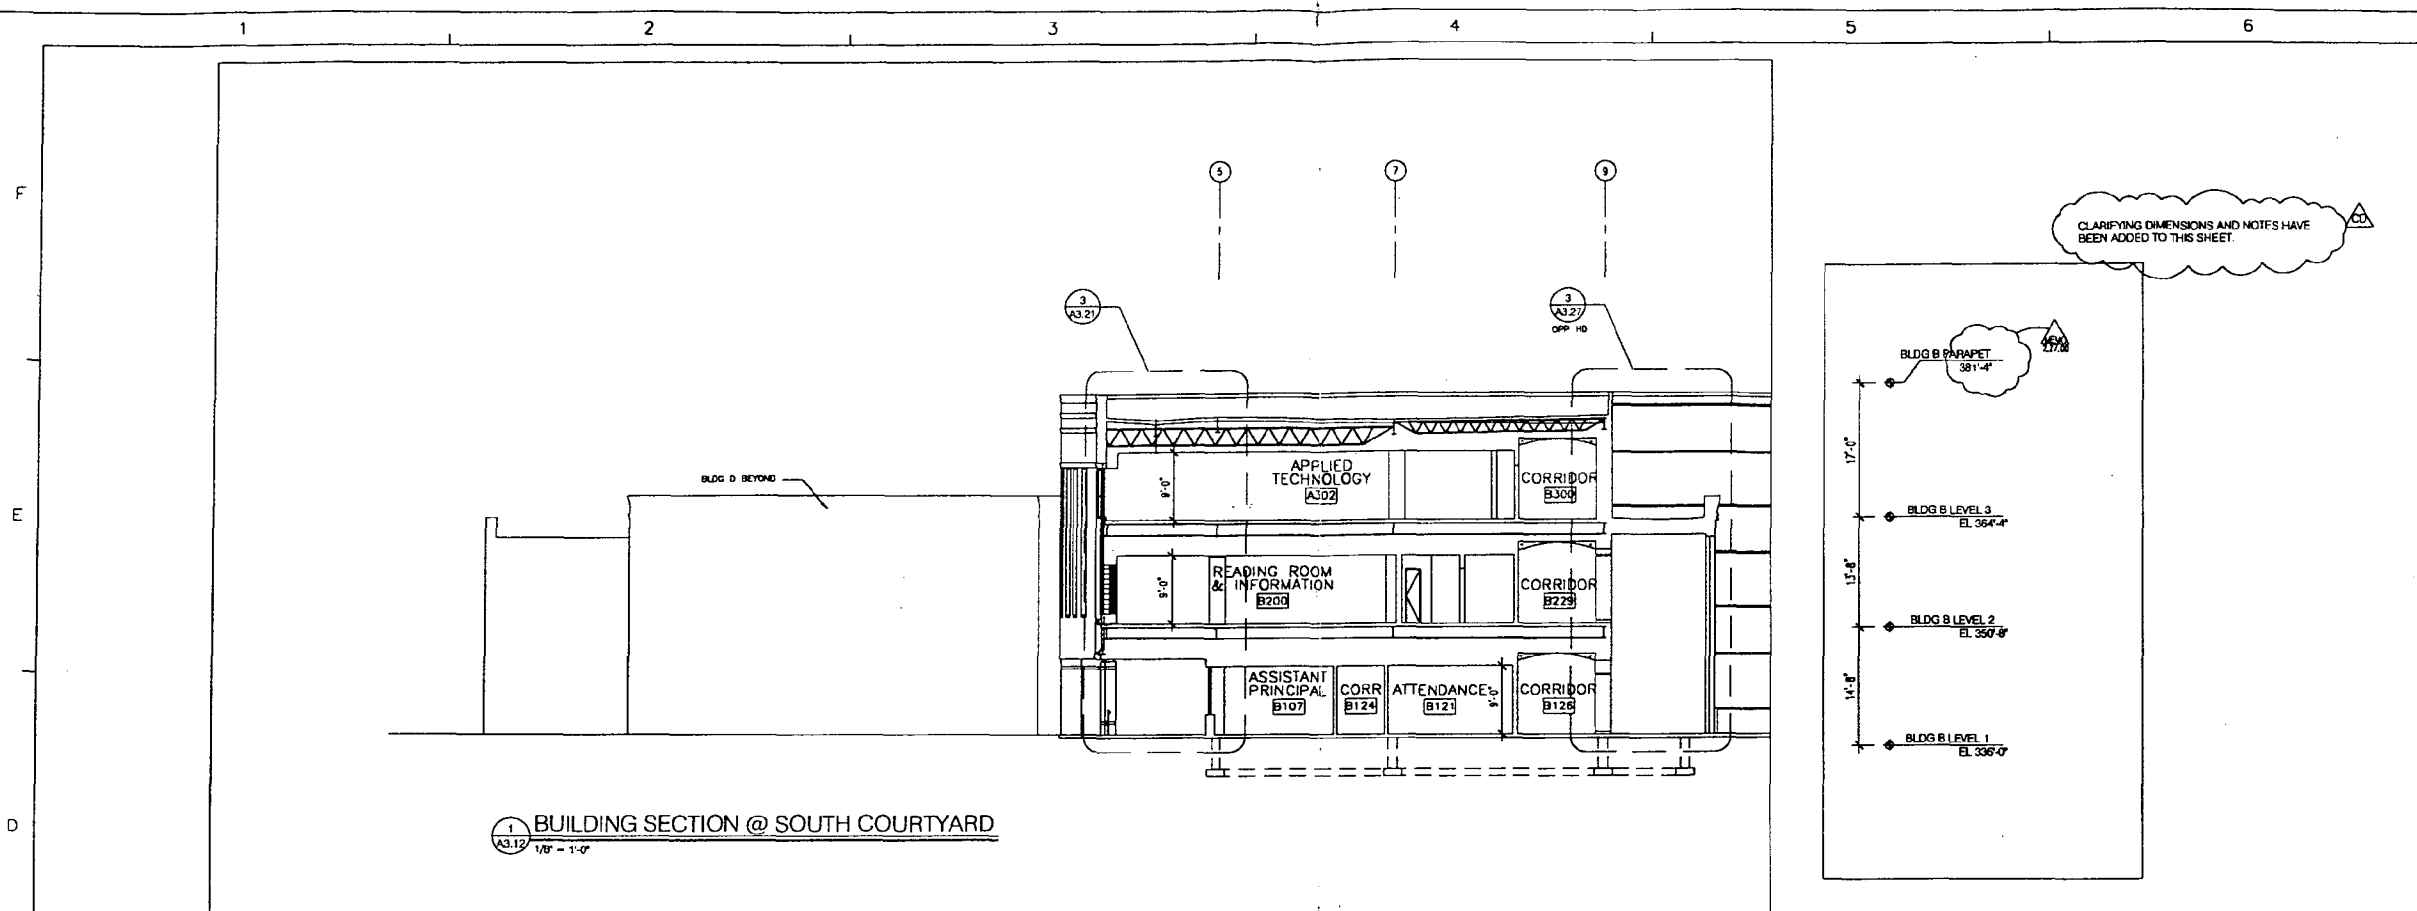 1 2 3 4 5 6
F
E
D
5 7 9
CLARIFYING DIMENSIONS AND NOTES HAVE
BEEN ADDED TO THIS SHEET.
CD
3
A3.21
3
A3.27
OPP HD
BLDG B PARAPET
381'-4"
BLDG D BEYOND
APPLIED
TECHNOLOGY
A302
CORRIDOR
B300
9'-0"
READING ROOM
& INFORMATION
B200
CORRIDOR
B229
9'-0"
ASSISTANT
PRINCIPAL
B107
CORR
B124
ATTENDANCE
B121
9'-0"
CORRIDOR
B126
17'-0"
BLDG B LEVEL 3
EL 364'-4"
13'-8"
BLDG B LEVEL 2
EL 350'-8"
14'-8"
BLDG B LEVEL 1
EL 336'-0"
1
A3.12
BUILDING SECTION @ SOUTH COURTYARD
1/8" = 1'-0"